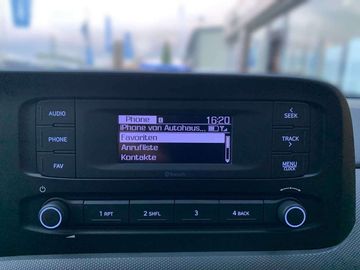 AUDIO
PHONE
FAV
Phone 16:20
iPhone von Autohaus...
Favoriten
Anrufliste
Kontakte
Bluetooth
SEEK
TRACK
MENU
CLOCK
1 RPT
2 SHFL
3
4 BACK